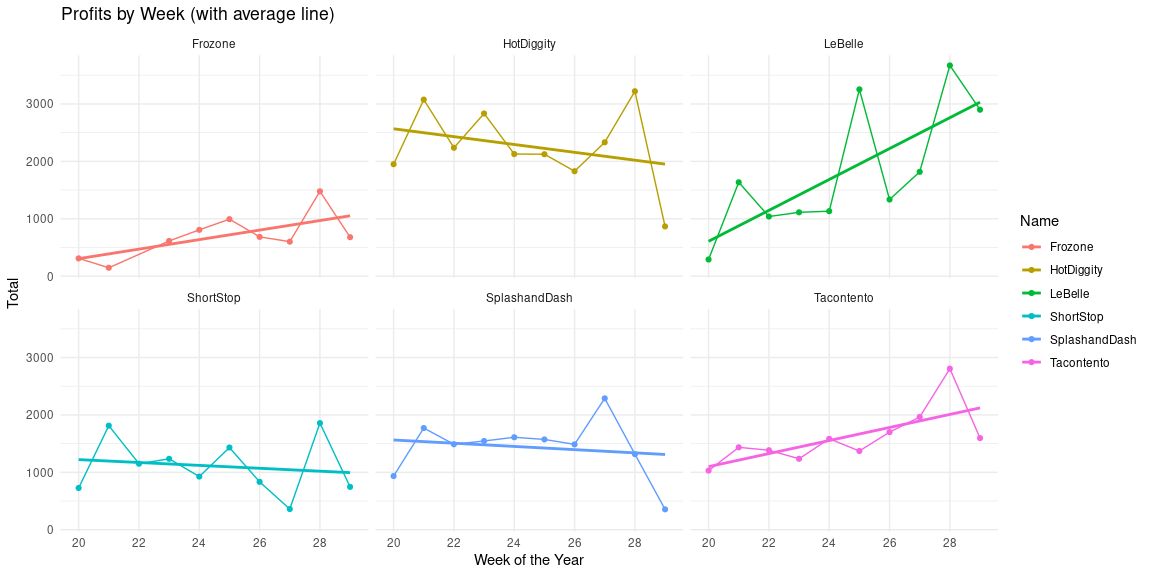 Profits by Week (with average line)
Frozone
HotDiggity
LeBelle
3000
2000
1000
0
ShortStop
SplashandDash
Tacontento
3000
2000
1000
0
20 22 24 26 28
20 22 24 26 28
20 22 24 26 28
Week of the Year
Total
Name
Frozone
HotDiggity
LeBelle
ShortStop
SplashandDash
Tacontento